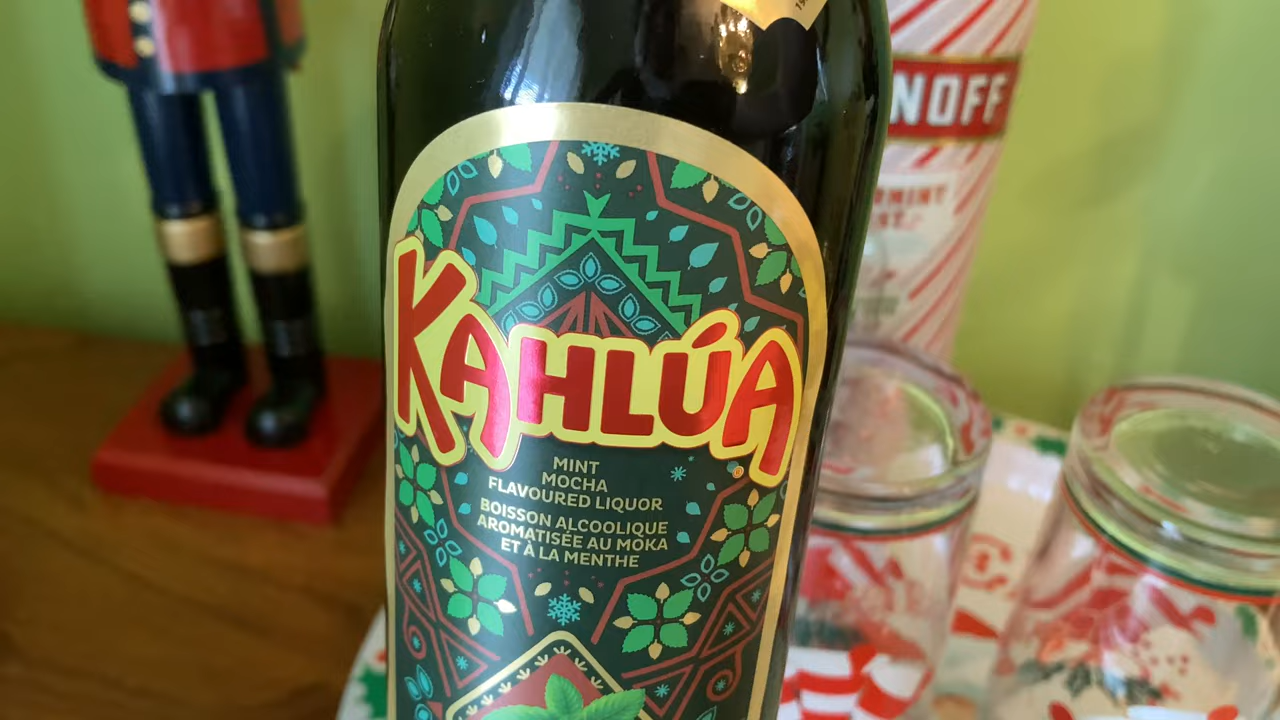 KAHLÚA
MINT
MOCHA
FLAVOURED LIQUOR
BOISSON ALCOOLIQUE
AROMATISÉE AU MOKA
ET À LA MENTHE
NOFF